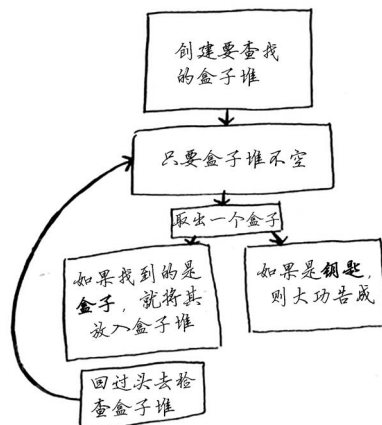 创建要查找
的盒子堆
只要盒子堆不空
取出一个盒子
如果找到的是
盒子，就将其
放入盒子堆
如果是钥匙，
则大功告成
回过头去检
查盒子堆